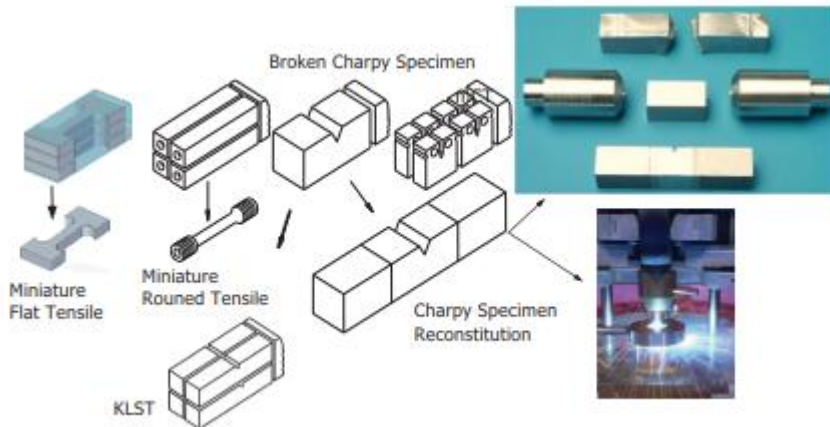 Broken Charpy Specimen
Miniature
Flat Tensile
Miniature
Rouned Tensile
Charpy Specimen
Reconstitution
KLST